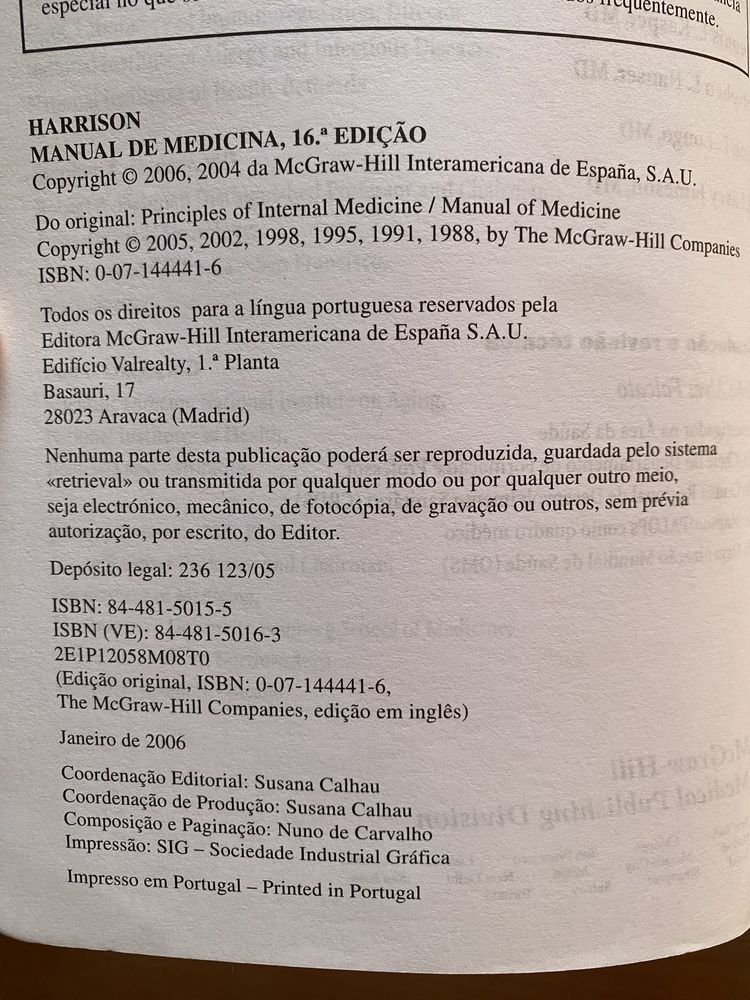 especial no que
frequentemente.
HARRISON
MANUAL DE MEDICINA, 16.ª EDIÇÃO
Copyright © 2006, 2004 da McGraw-Hill Interamericana de España, S.A.U.
Do original: Principles of Internal Medicine / Manual of Medicine
Copyright © 2005, 2002, 1998, 1995, 1991, 1988, by The McGraw-Hill Companies
ISBN: 0-07-144441-6
Todos os direitos para a língua portuguesa reservados pela
Editora McGraw-Hill Interamericana de España S.A.U.
Edifício Valrealty, 1.ª Planta
Basauri, 17
28023 Aravaca (Madrid)
Nenhuma parte desta publicação poderá ser reproduzida, guardada pelo sistema
«retrieval» ou transmitida por qualquer modo ou por qualquer outro meio,
seja electrónico, mecânico, de fotocópia, de gravação ou outros, sem prévia
autorização, por escrito, do Editor.
Depósito legal: 236 123/05
ISBN: 84-481-5015-5
ISBN (VE): 84-481-5016-3
2E1P12058M08T0
(Edição original, ISBN: 0-07-144441-6,
The McGraw-Hill Companies, edição em inglês)
Janeiro de 2006
Coordenação Editorial: Susana Calhau
Coordenação de Produção: Susana Calhau
Composição e Paginação: Nuno de Carvalho
Impressão: SIG – Sociedade Industrial Gráfica
Impresso em Portugal – Printed in Portugal